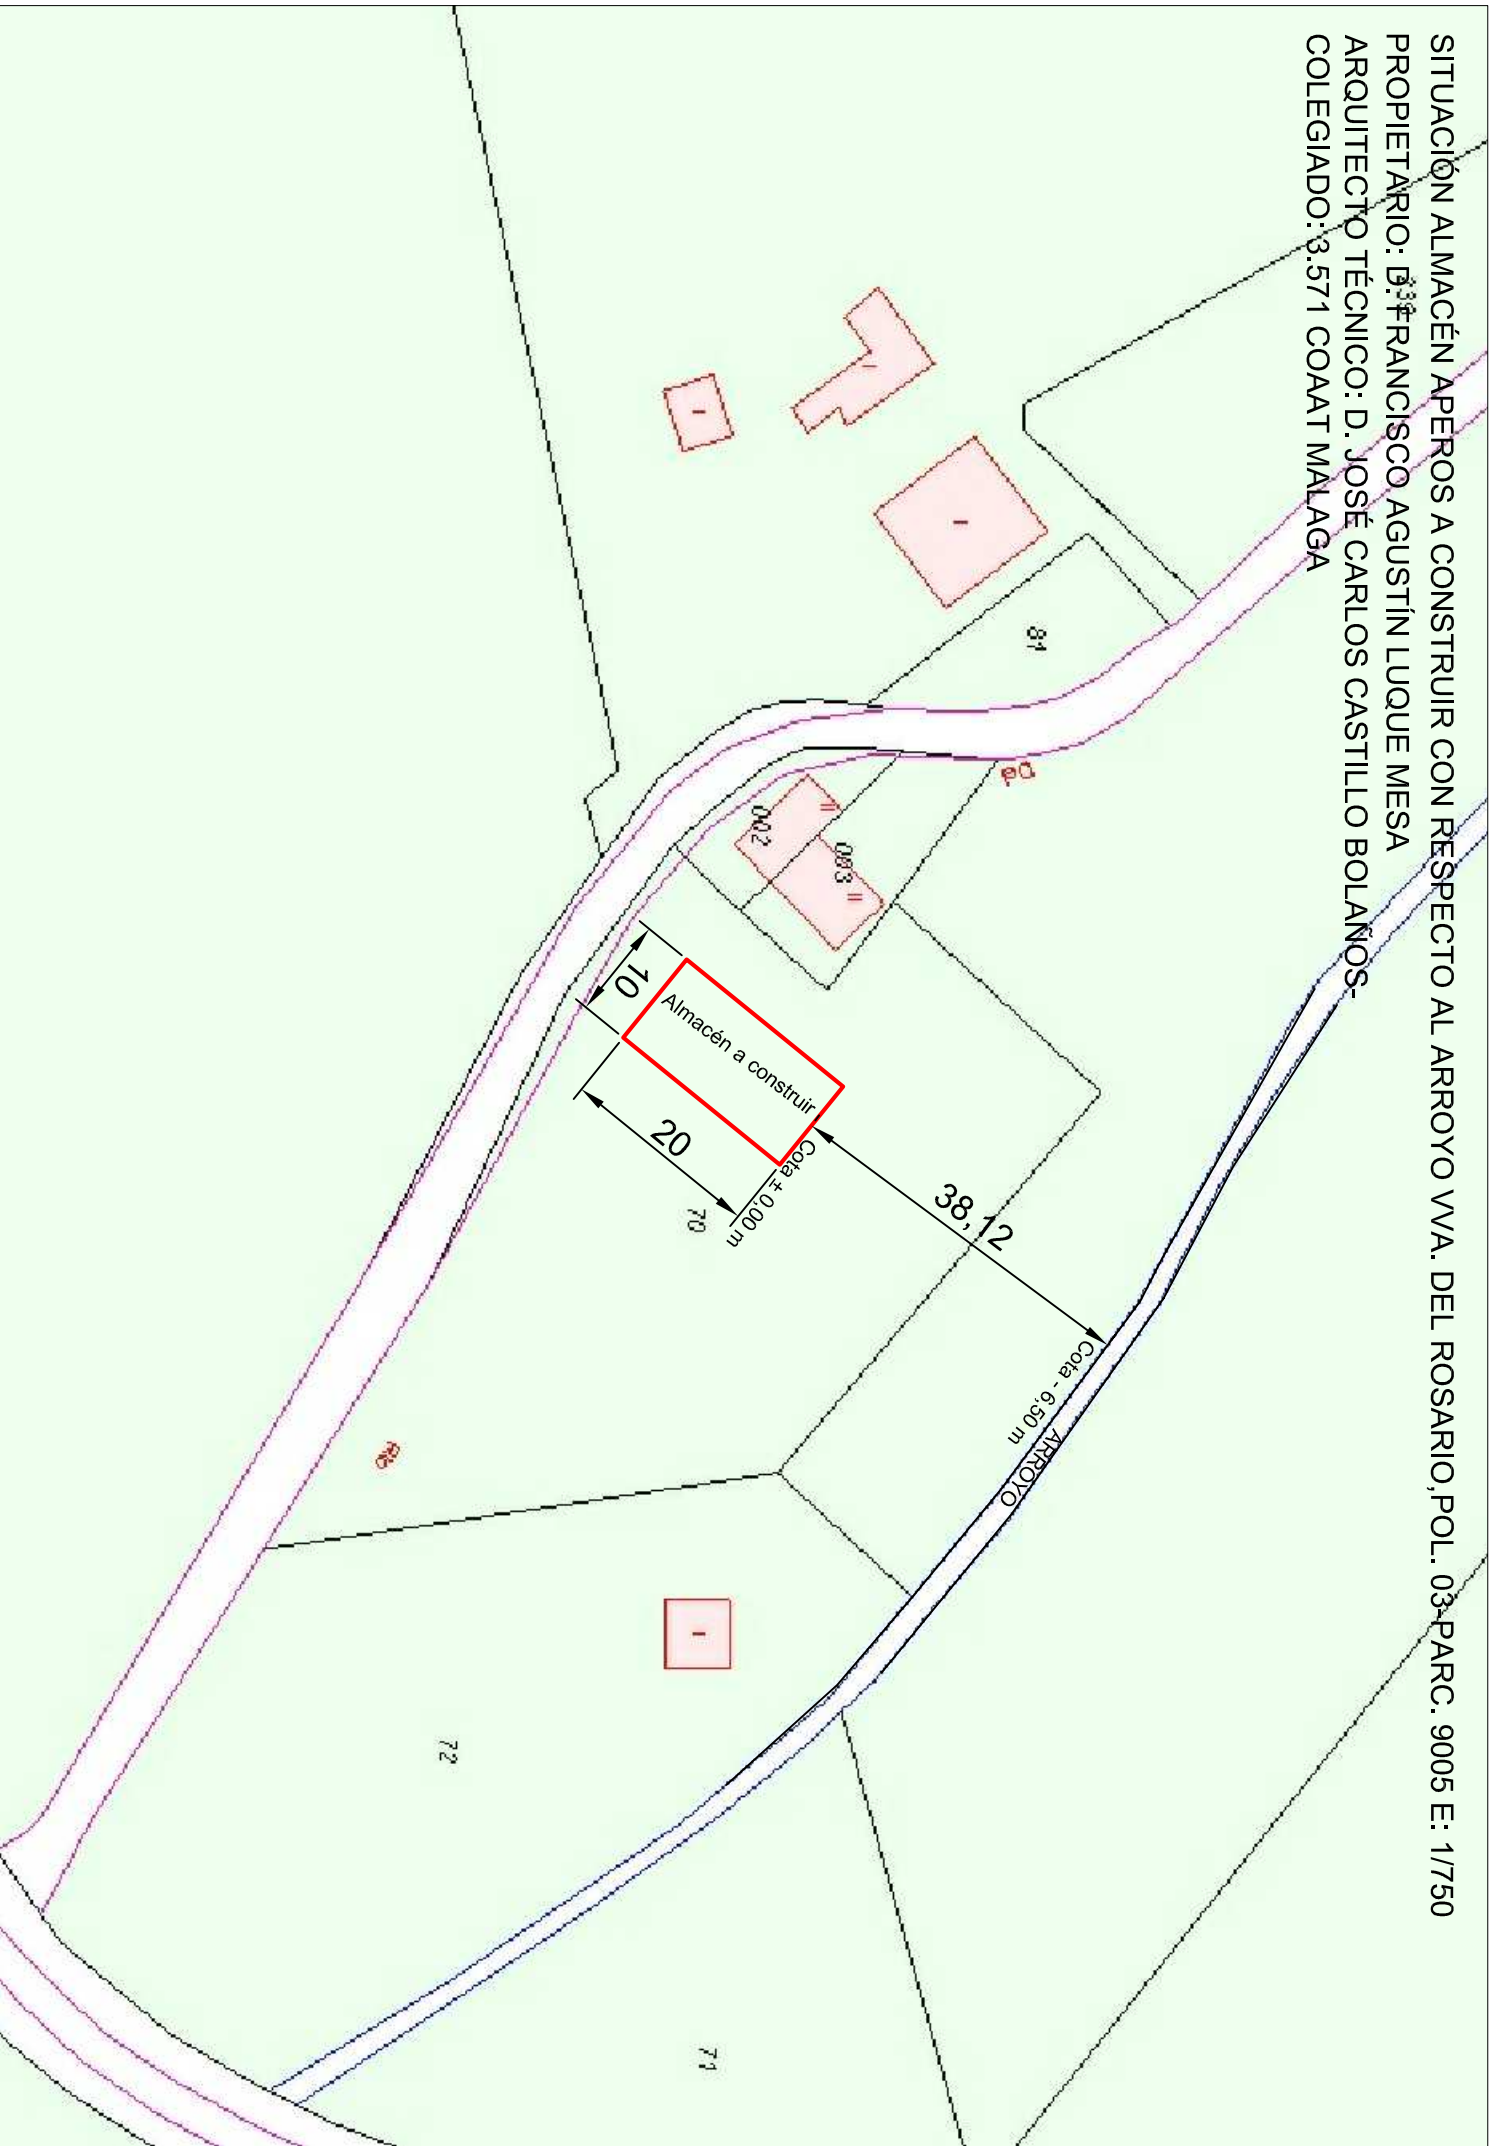 SITUACIÓN ALMACÉN APEROS A CONSTRUIR CON RESPECTO AL ARROYO VVA. DEL ROSARIO,POL. 03-PARC. 9005 E: 1/750
PROPIETARIO: D. FRANCISCO AGUSTÍN LUQUE MESA
ARQUITECTO TÉCNICO: D. JOSÉ CARLOS CASTILLO BOLAÑOS-
COLEGIADO: 3.571 COAAT MÁLAGA
I
I
I
81
002
II
003
II
10
Almacén a construir
20
Cota ± 0,00 m
70
38,12
Cota - 6,50 m
ARROYO
I
72
71